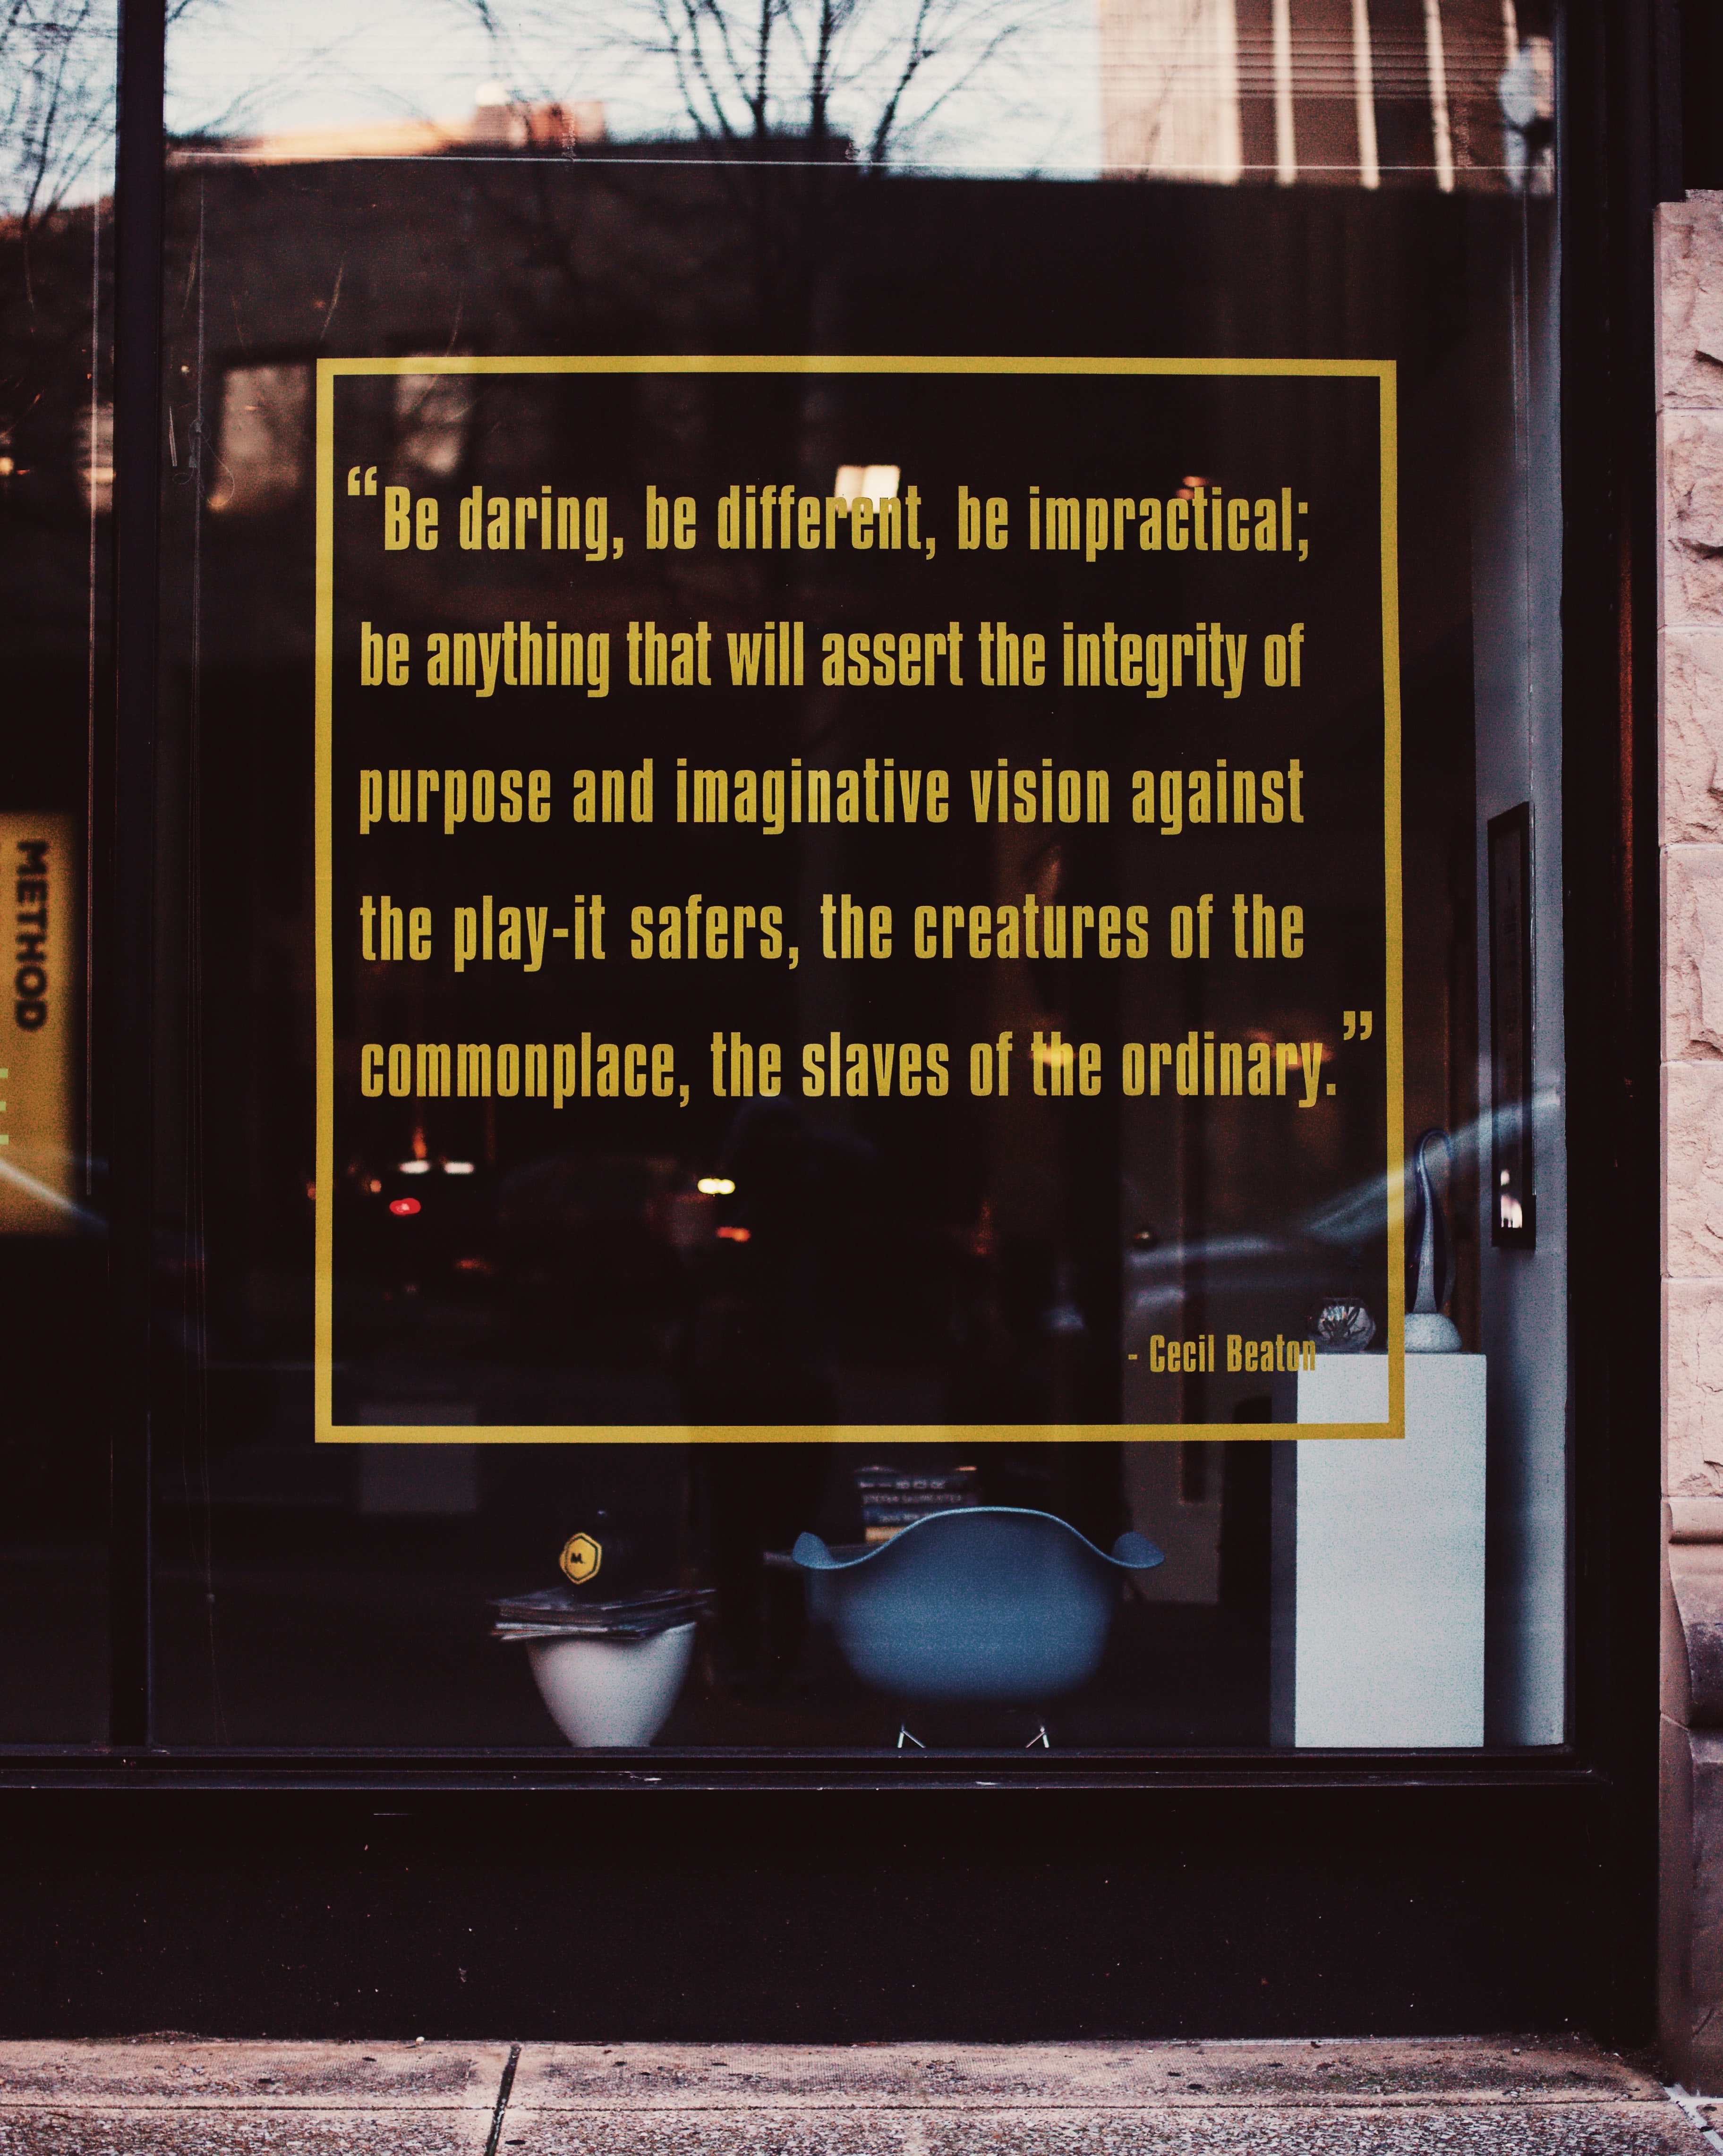 “Be daring, be different, be impractical;
be anything that will assert the integrity of
purpose and imaginative vision against
the play-it safers, the creatures of the
commonplace, the slaves of the ordinary.”
- Cecil Beaton
METHOD
M.